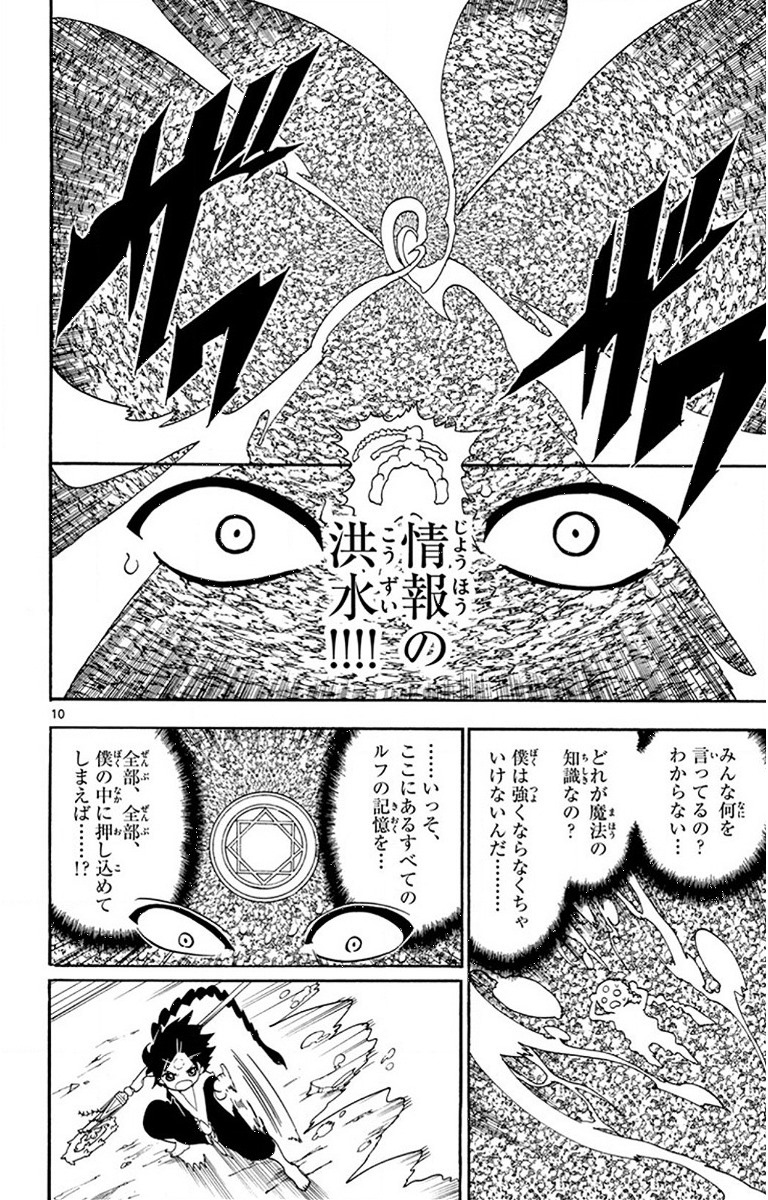 ザワ
ザワ
情報の
洪水!!!!
みんな何を
言ってるの?
わからない…
どれが魔法の
知識なの?
僕は強くならなくちゃ
いけないんだ………
……いっそ、
ここにあるすべての
ルフの記憶を…
全部、全部、
僕の中に押し込めて
しまえば……!?
10